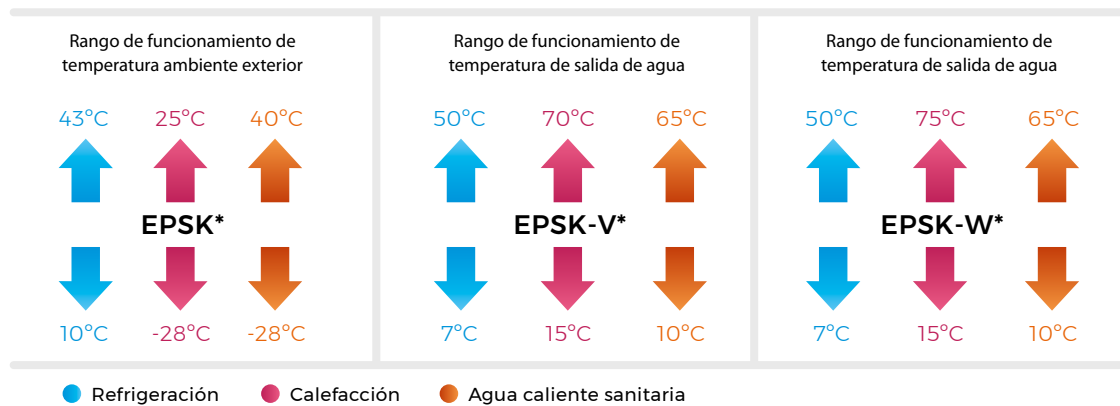 Rango de funcionamiento de
temperatura ambiente exterior
43°C 25°C 40°C
EPSK*
10°C -28°C -28°C
Rango de funcionamiento de
temperatura de salida de agua
50°C 70°C 65°C
EPSK-V*
7°C 15°C 10°C
Rango de funcionamiento de
temperatura de salida de agua
50°C 75°C 65°C
EPSK-W*
7°C 15°C 10°C
Refrigeración Calefacción Agua caliente sanitaria